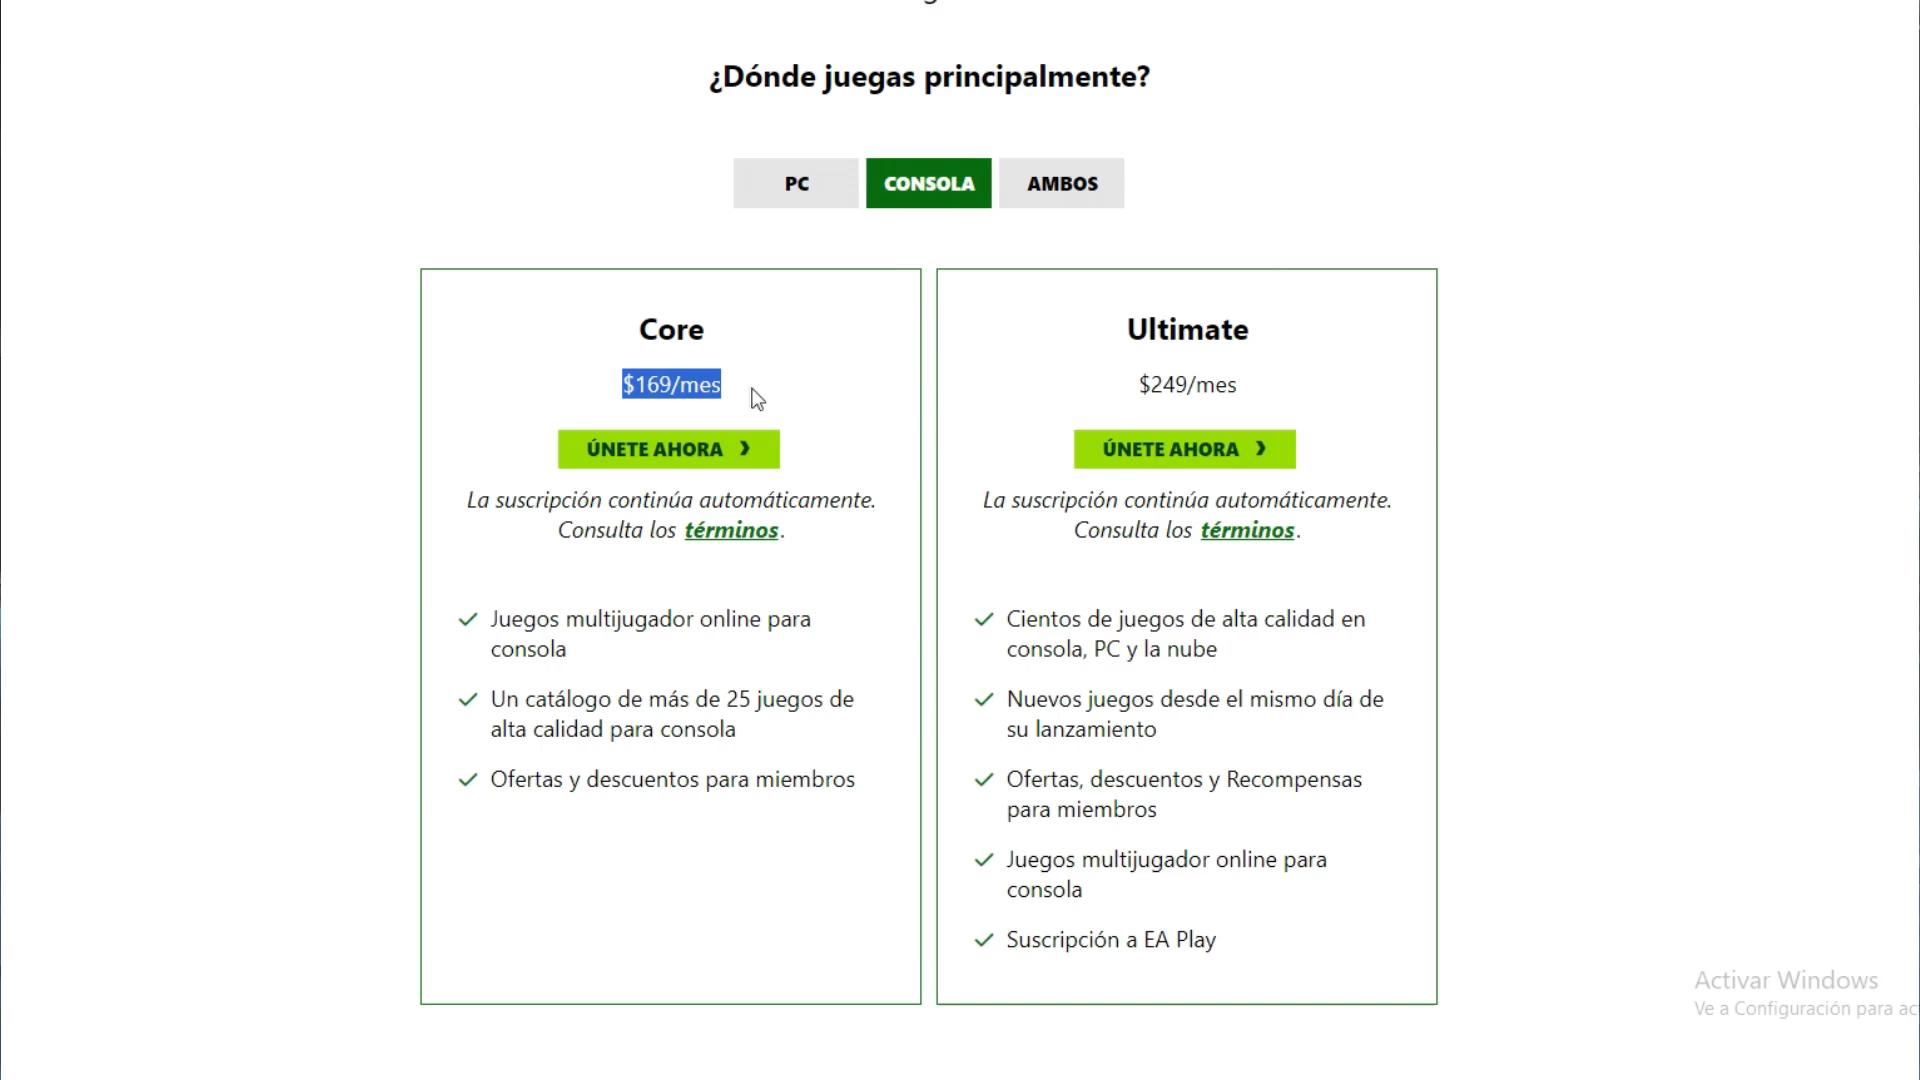 ¿Dónde juegas principalmente?
PC
CONSOLA
AMBOS
Core
$169/mes
ÚNETE AHORA
La suscripción continúa automáticamente.
Consulta los términos.
Juegos multijugador online para
consola
Un catálogo de más de 25 juegos de
alta calidad para consola
Ofertas y descuentos para miembros
Ultimate
$249/mes
ÚNETE AHORA
La suscripción continúa automáticamente.
Consulta los términos.
Cientos de juegos de alta calidad en
consola, PC y la nube
Nuevos juegos desde el mismo día de
su lanzamiento
Ofertas, descuentos y Recompensas
para miembros
Juegos multijugador online para
consola
Suscripción a EA Play
Activar Windows
Ve a Configuración para